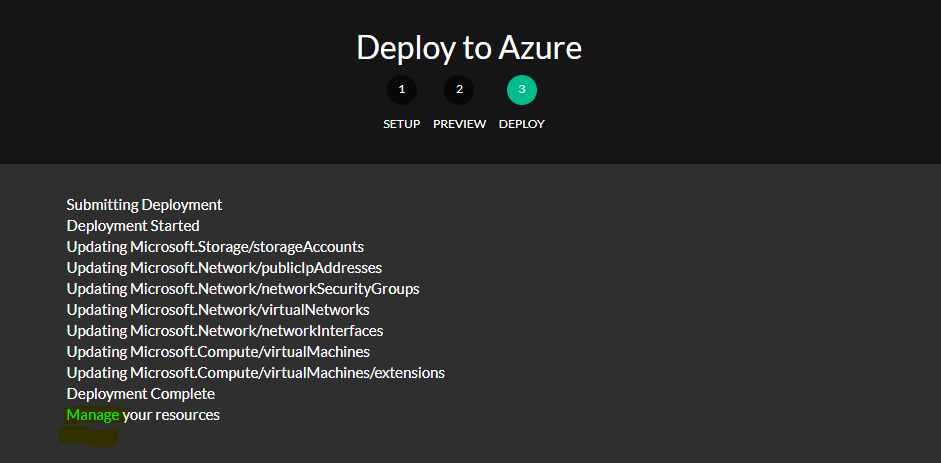 Deploy to Azure
1 2 3
SETUP PREVIEW DEPLOY
Submitting Deployment
Deployment Started
Updating Microsoft.Storage/storageAccounts
Updating Microsoft.Network/publicIpAddresses
Updating Microsoft.Network/networkSecurityGroups
Updating Microsoft.Network/virtualNetworks
Updating Microsoft.Network/networkInterfaces
Updating Microsoft.Compute/virtualMachines
Updating Microsoft.Compute/virtualMachines/extensions
Deployment Complete
Manage your resources